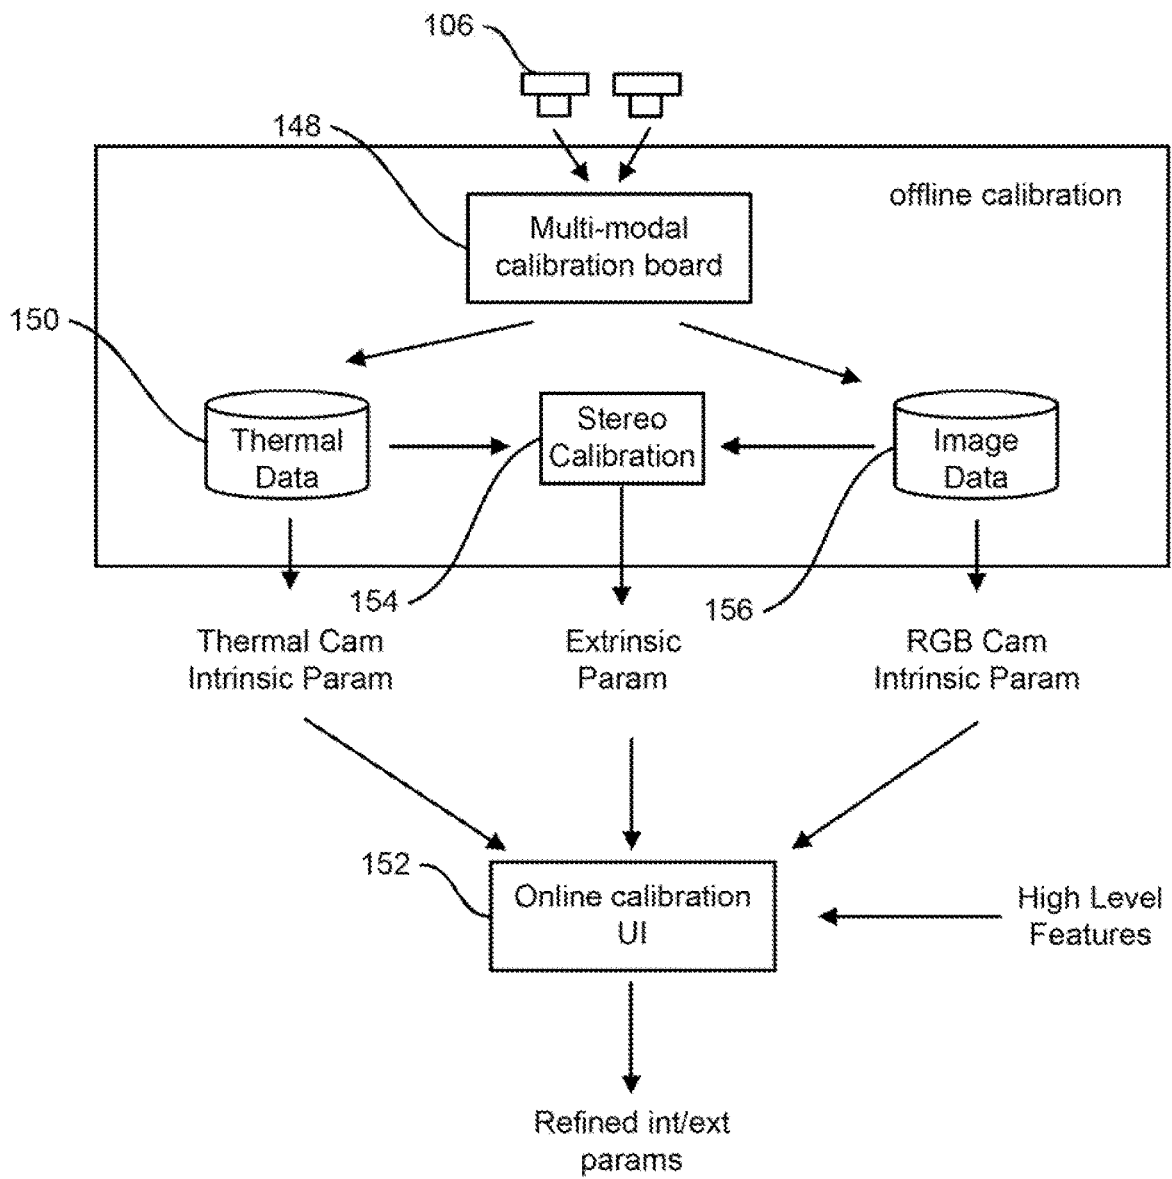 106
148
offline calibration
Multi-modal
calibration board
150
Thermal
Data
Stereo
Calibration
Image
Data
154
156
Thermal Cam
Intrinsic Param
Extrinsic
Param
RGB Cam
Intrinsic Param
152
Online calibration
UI
High Level
Features
Refined int/ext
params